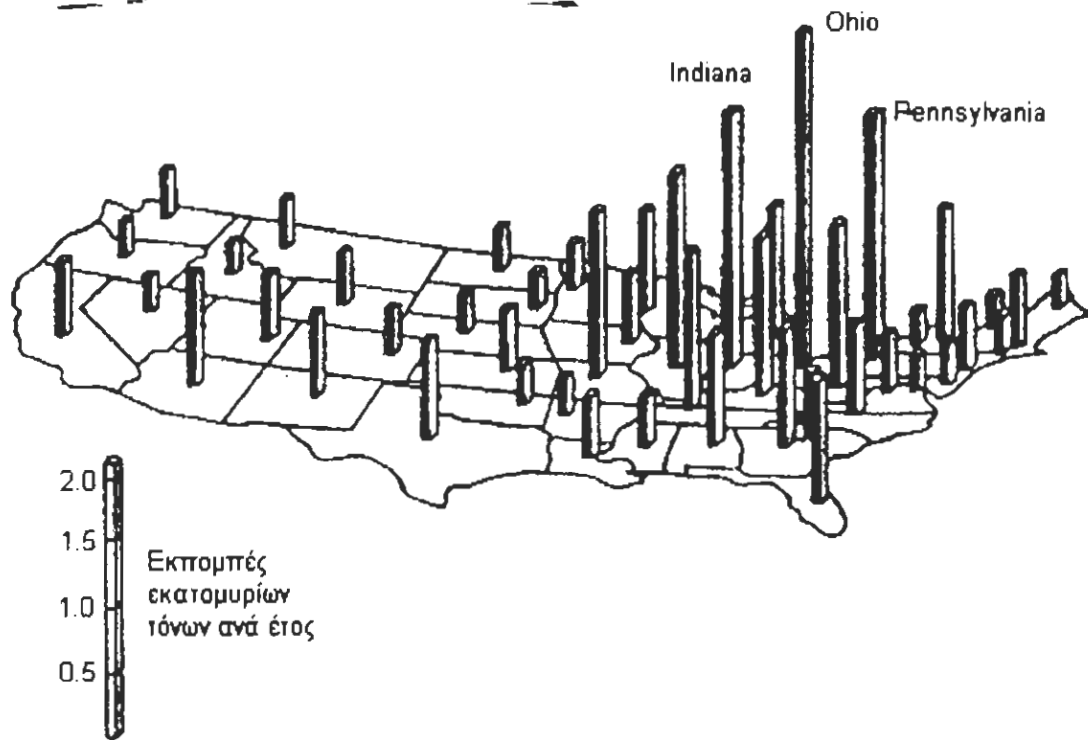 Ohio
Indiana
Pennsylvania
2.0
1.5
1.0
0.5
Εκπομπές
εκατομυρίων
τόνων ανά έτος